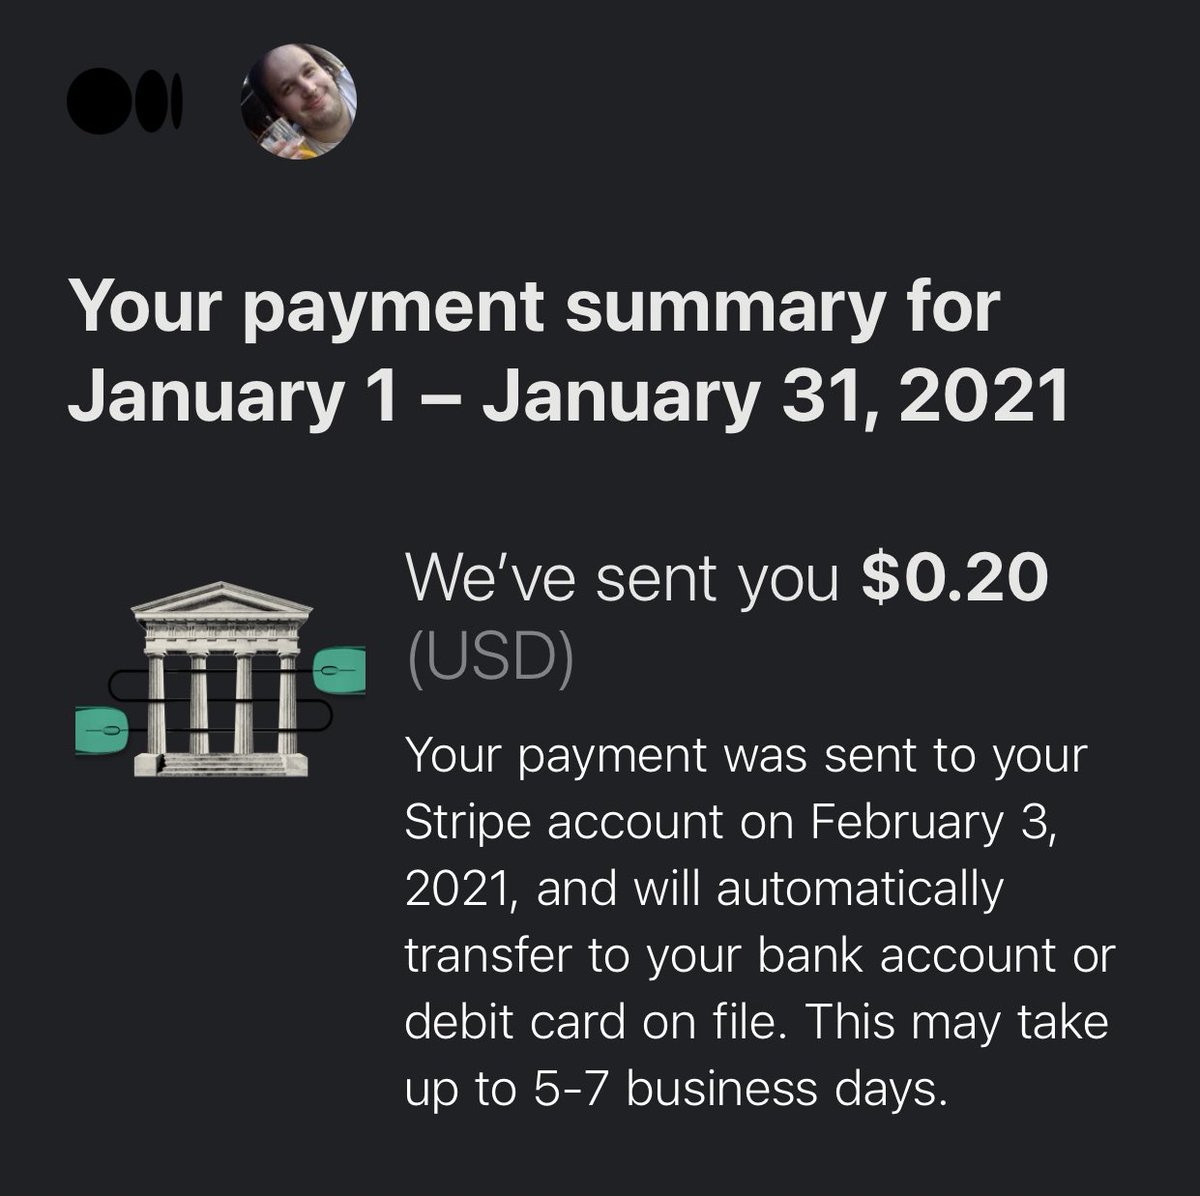 Your payment summary for
January 1 – January 31, 2021
We’ve sent you $0.20
(USD)
Your payment was sent to your
Stripe account on February 3,
2021, and will automatically
transfer to your bank account or
debit card on file. This may take
up to 5-7 business days.